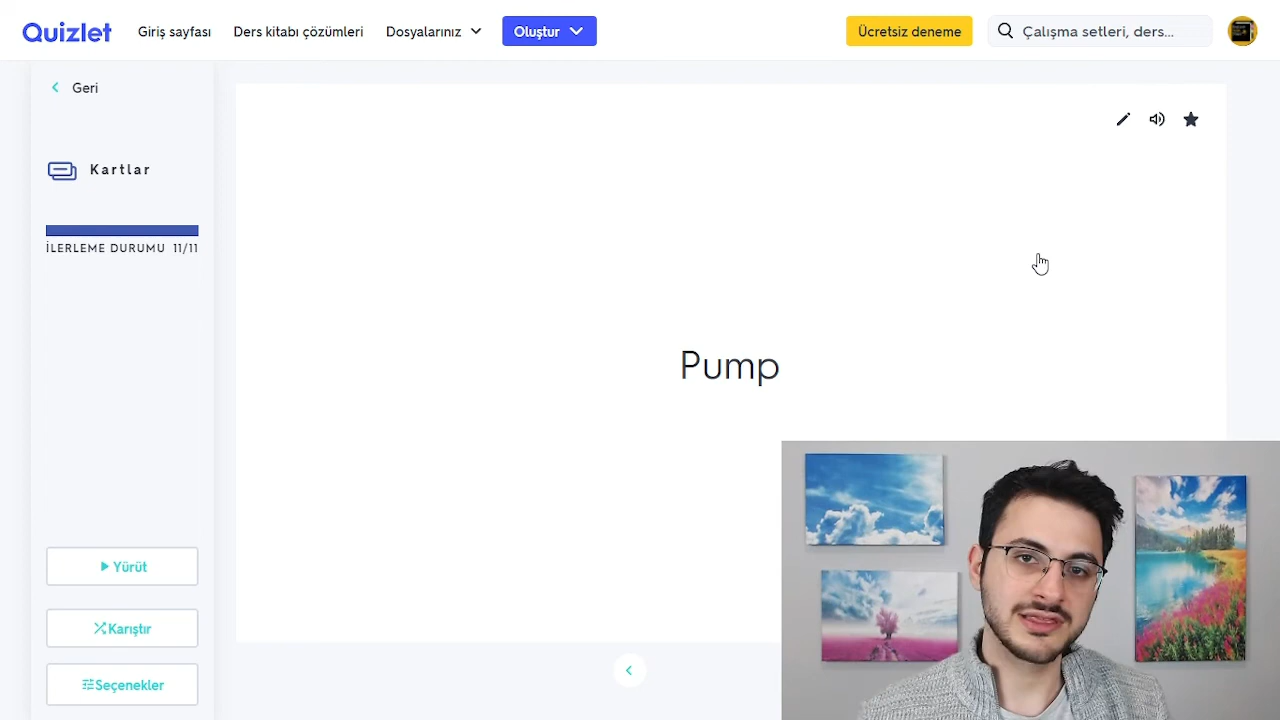 Quizlet
Giriş sayfası
Ders kitabı çözümleri
Dosyalarınız
Oluştur
Ücretsiz deneme
Çalışma setleri, ders...
Geri
Kartlar
İLERLEME DURUMU 11/11
Pump
Yürüt
Karıştır
Seçenekler